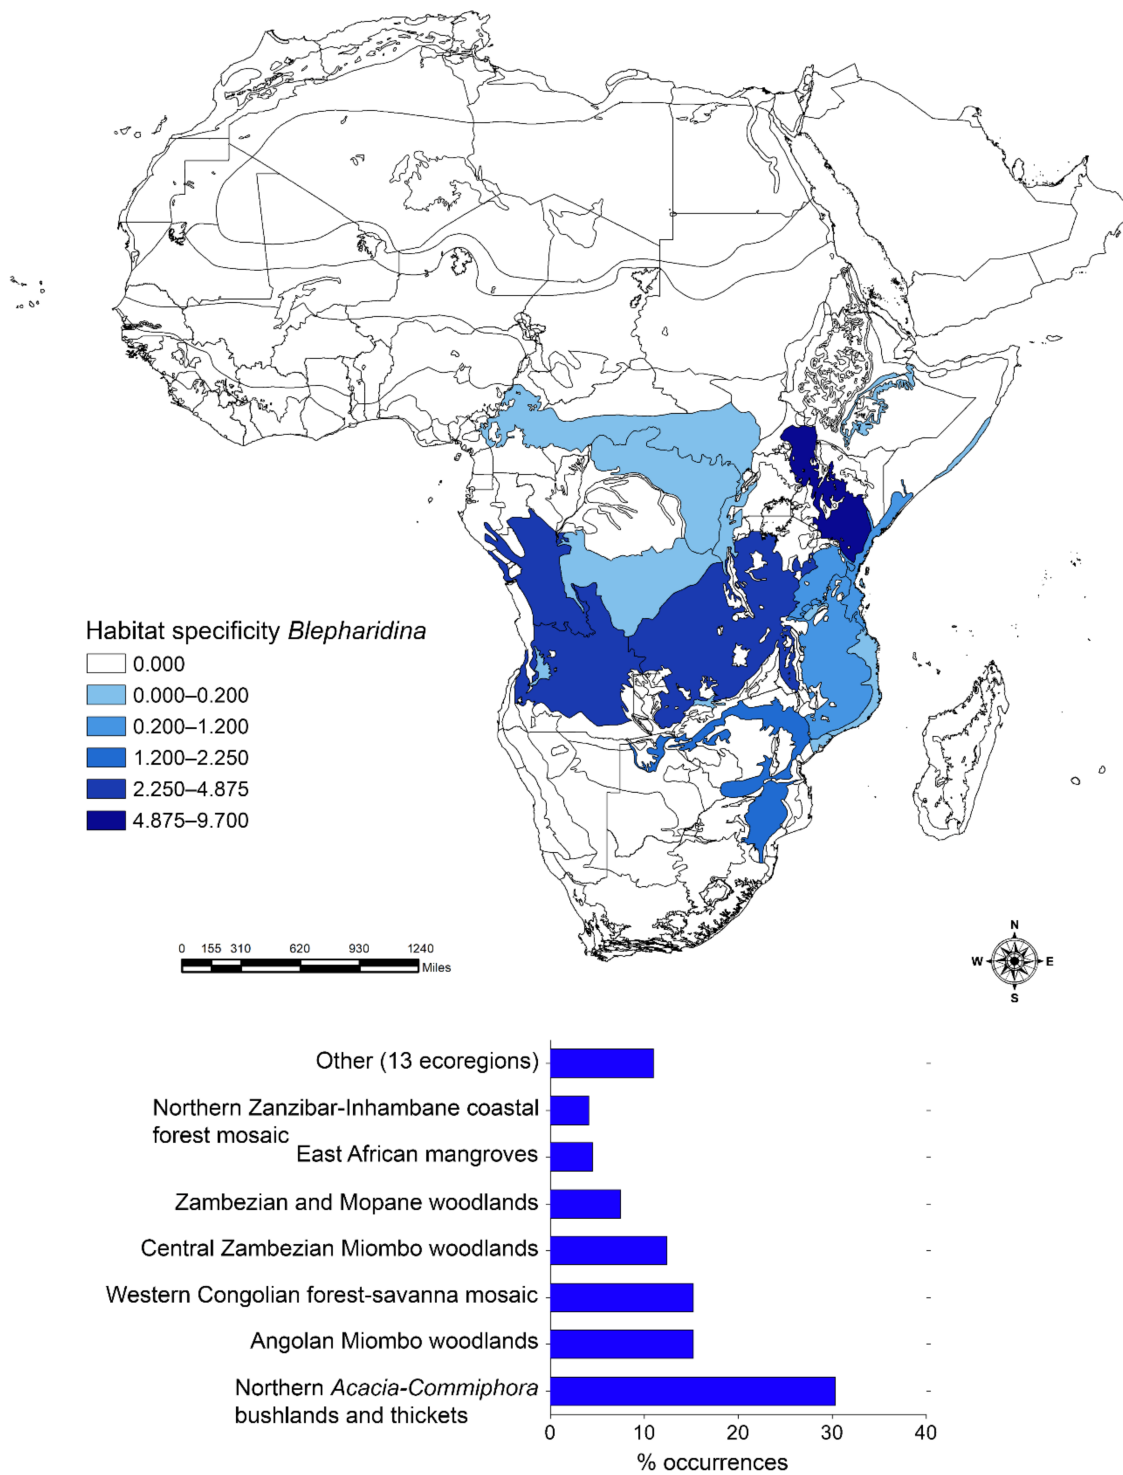 Habitat specificity Blepharidina
0.000
0.000–0.200
0.200–1.200
1.200–2.250
2.250–4.875
4.875–9.700
0 155 310 620 930 1240
Miles
N
W E
S
Other (13 ecoregions)
Northern Zanzibar-Inhambane coastal
forest mosaic
East African mangroves
Zambezian and Mopane woodlands
Central Zambezian Miombo woodlands
Western Congolian forest-savanna mosaic
Angolan Miombo woodlands
Northern Acacia-Commiphora
bushlands and thickets
0 10 20 30 40
% occurrences